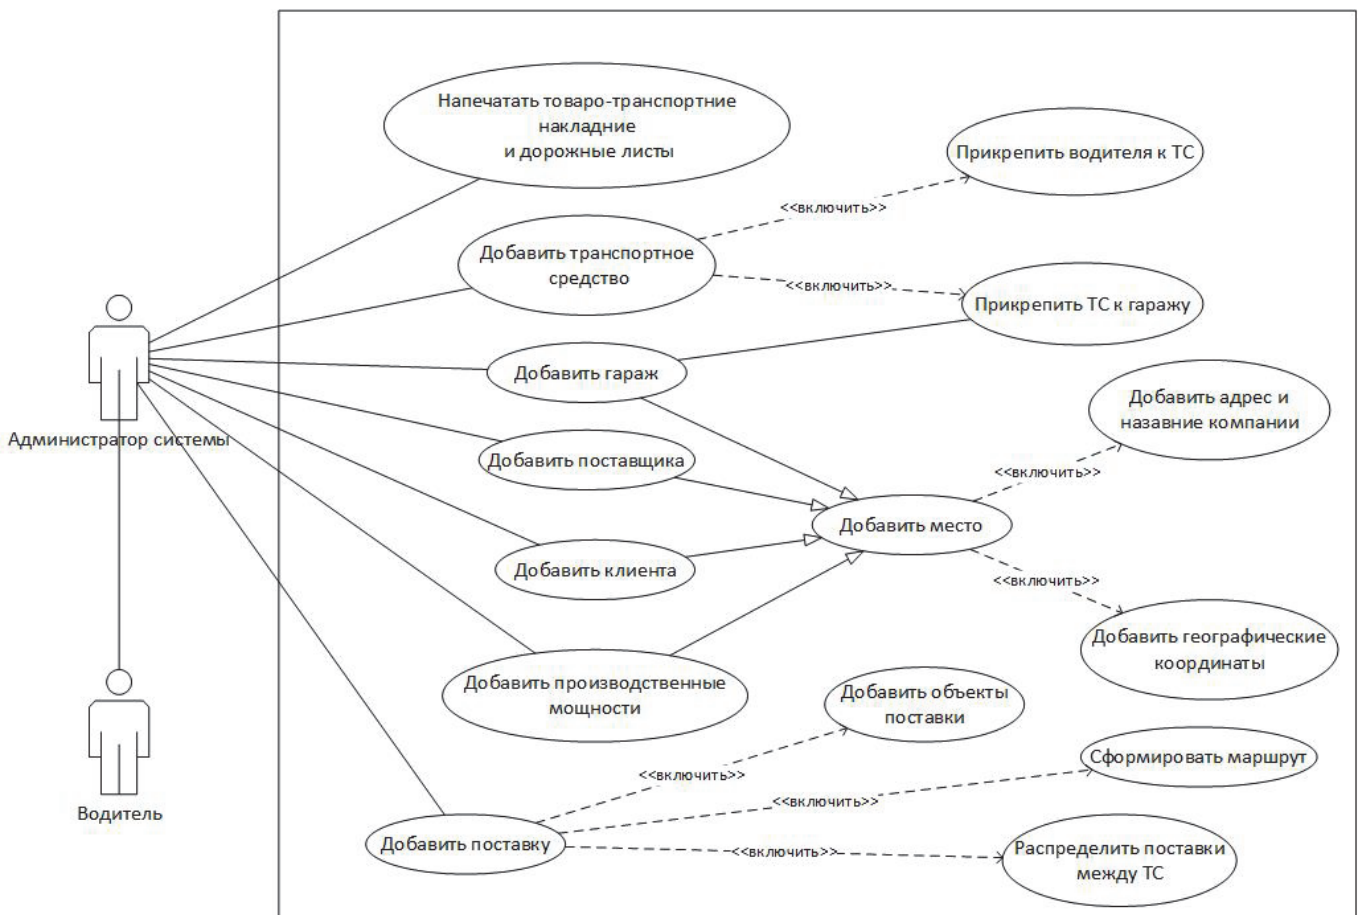 Напечатать товаро-транспортние
накладние
и дорожные листы
Прикрепить водителя к ТС
<<включить>>
Добавить транспортное
средство
<<включить>>
Прикрепить ТС к гаражу
Добавить гараж
Добавить адрес и
назавние компании
Администратор системы
Добавить поставщика
<<включить>>
Добавить место
Добавить клиента
<<включить>>
Добавить географические
координаты
Добавить производственные
мощности
Добавить объекты
поставки
Сформировать маршрут
<<включить>>
<<включить>>
Водитель
Добавить поставку
<<включить>>
Распределить поставки
между ТС